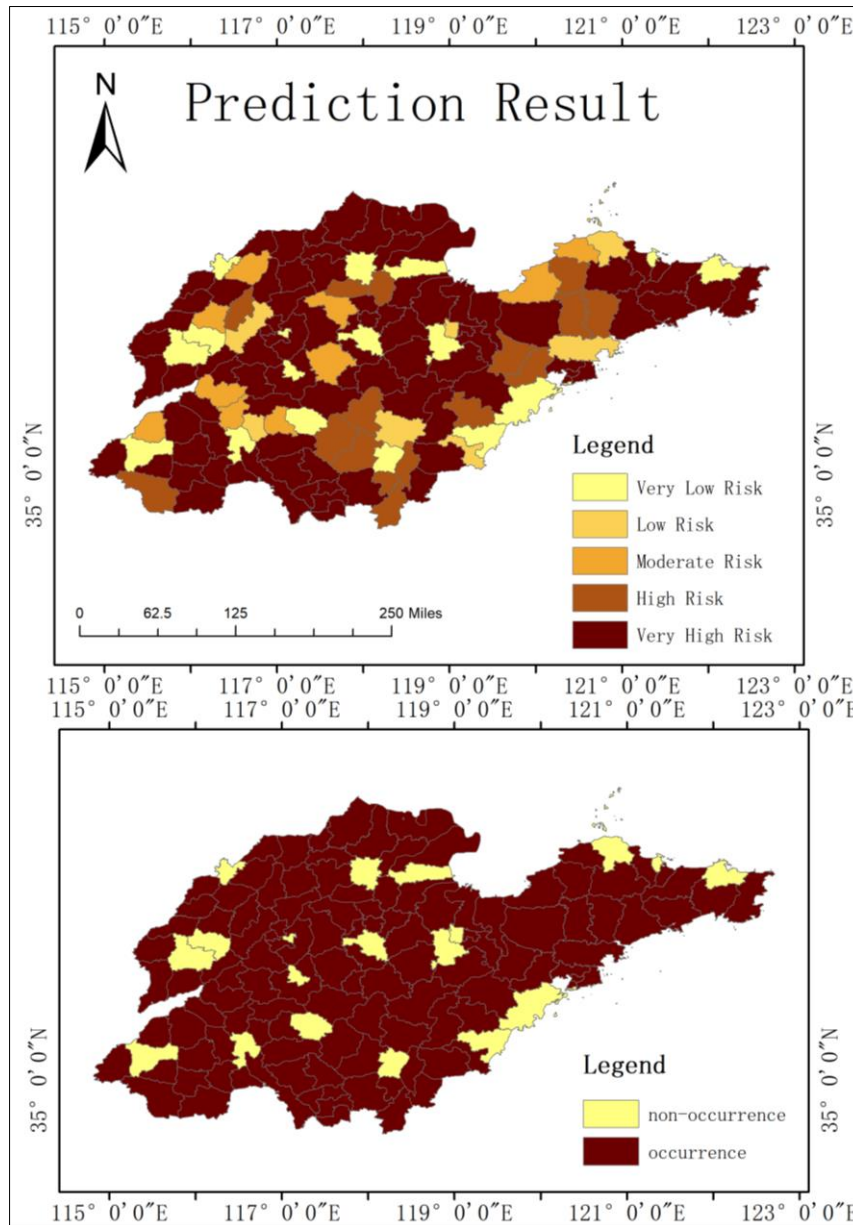 115° 0′0″E 117° 0′0″E 119° 0′0″E 121° 0′0″E 123° 0′0″E
N
Prediction Result
35° 0′0″N
35° 0′0″N
Legend
Very Low Risk
Low Risk
Moderate Risk
High Risk
Very High Risk
0 62.5 125 250 Miles
115° 0′0″E 117° 0′0″E 119° 0′0″E 121° 0′0″E 123° 0′0″E
115° 0′0″E 117° 0′0″E 119° 0′0″E 121° 0′0″E 123° 0′0″E
35° 0′0″N
35° 0′0″N
Legend
non-occurrence
occurrence
115° 0′0″E 117° 0′0″E 119° 0′0″E 121° 0′0″E 123° 0′0″E